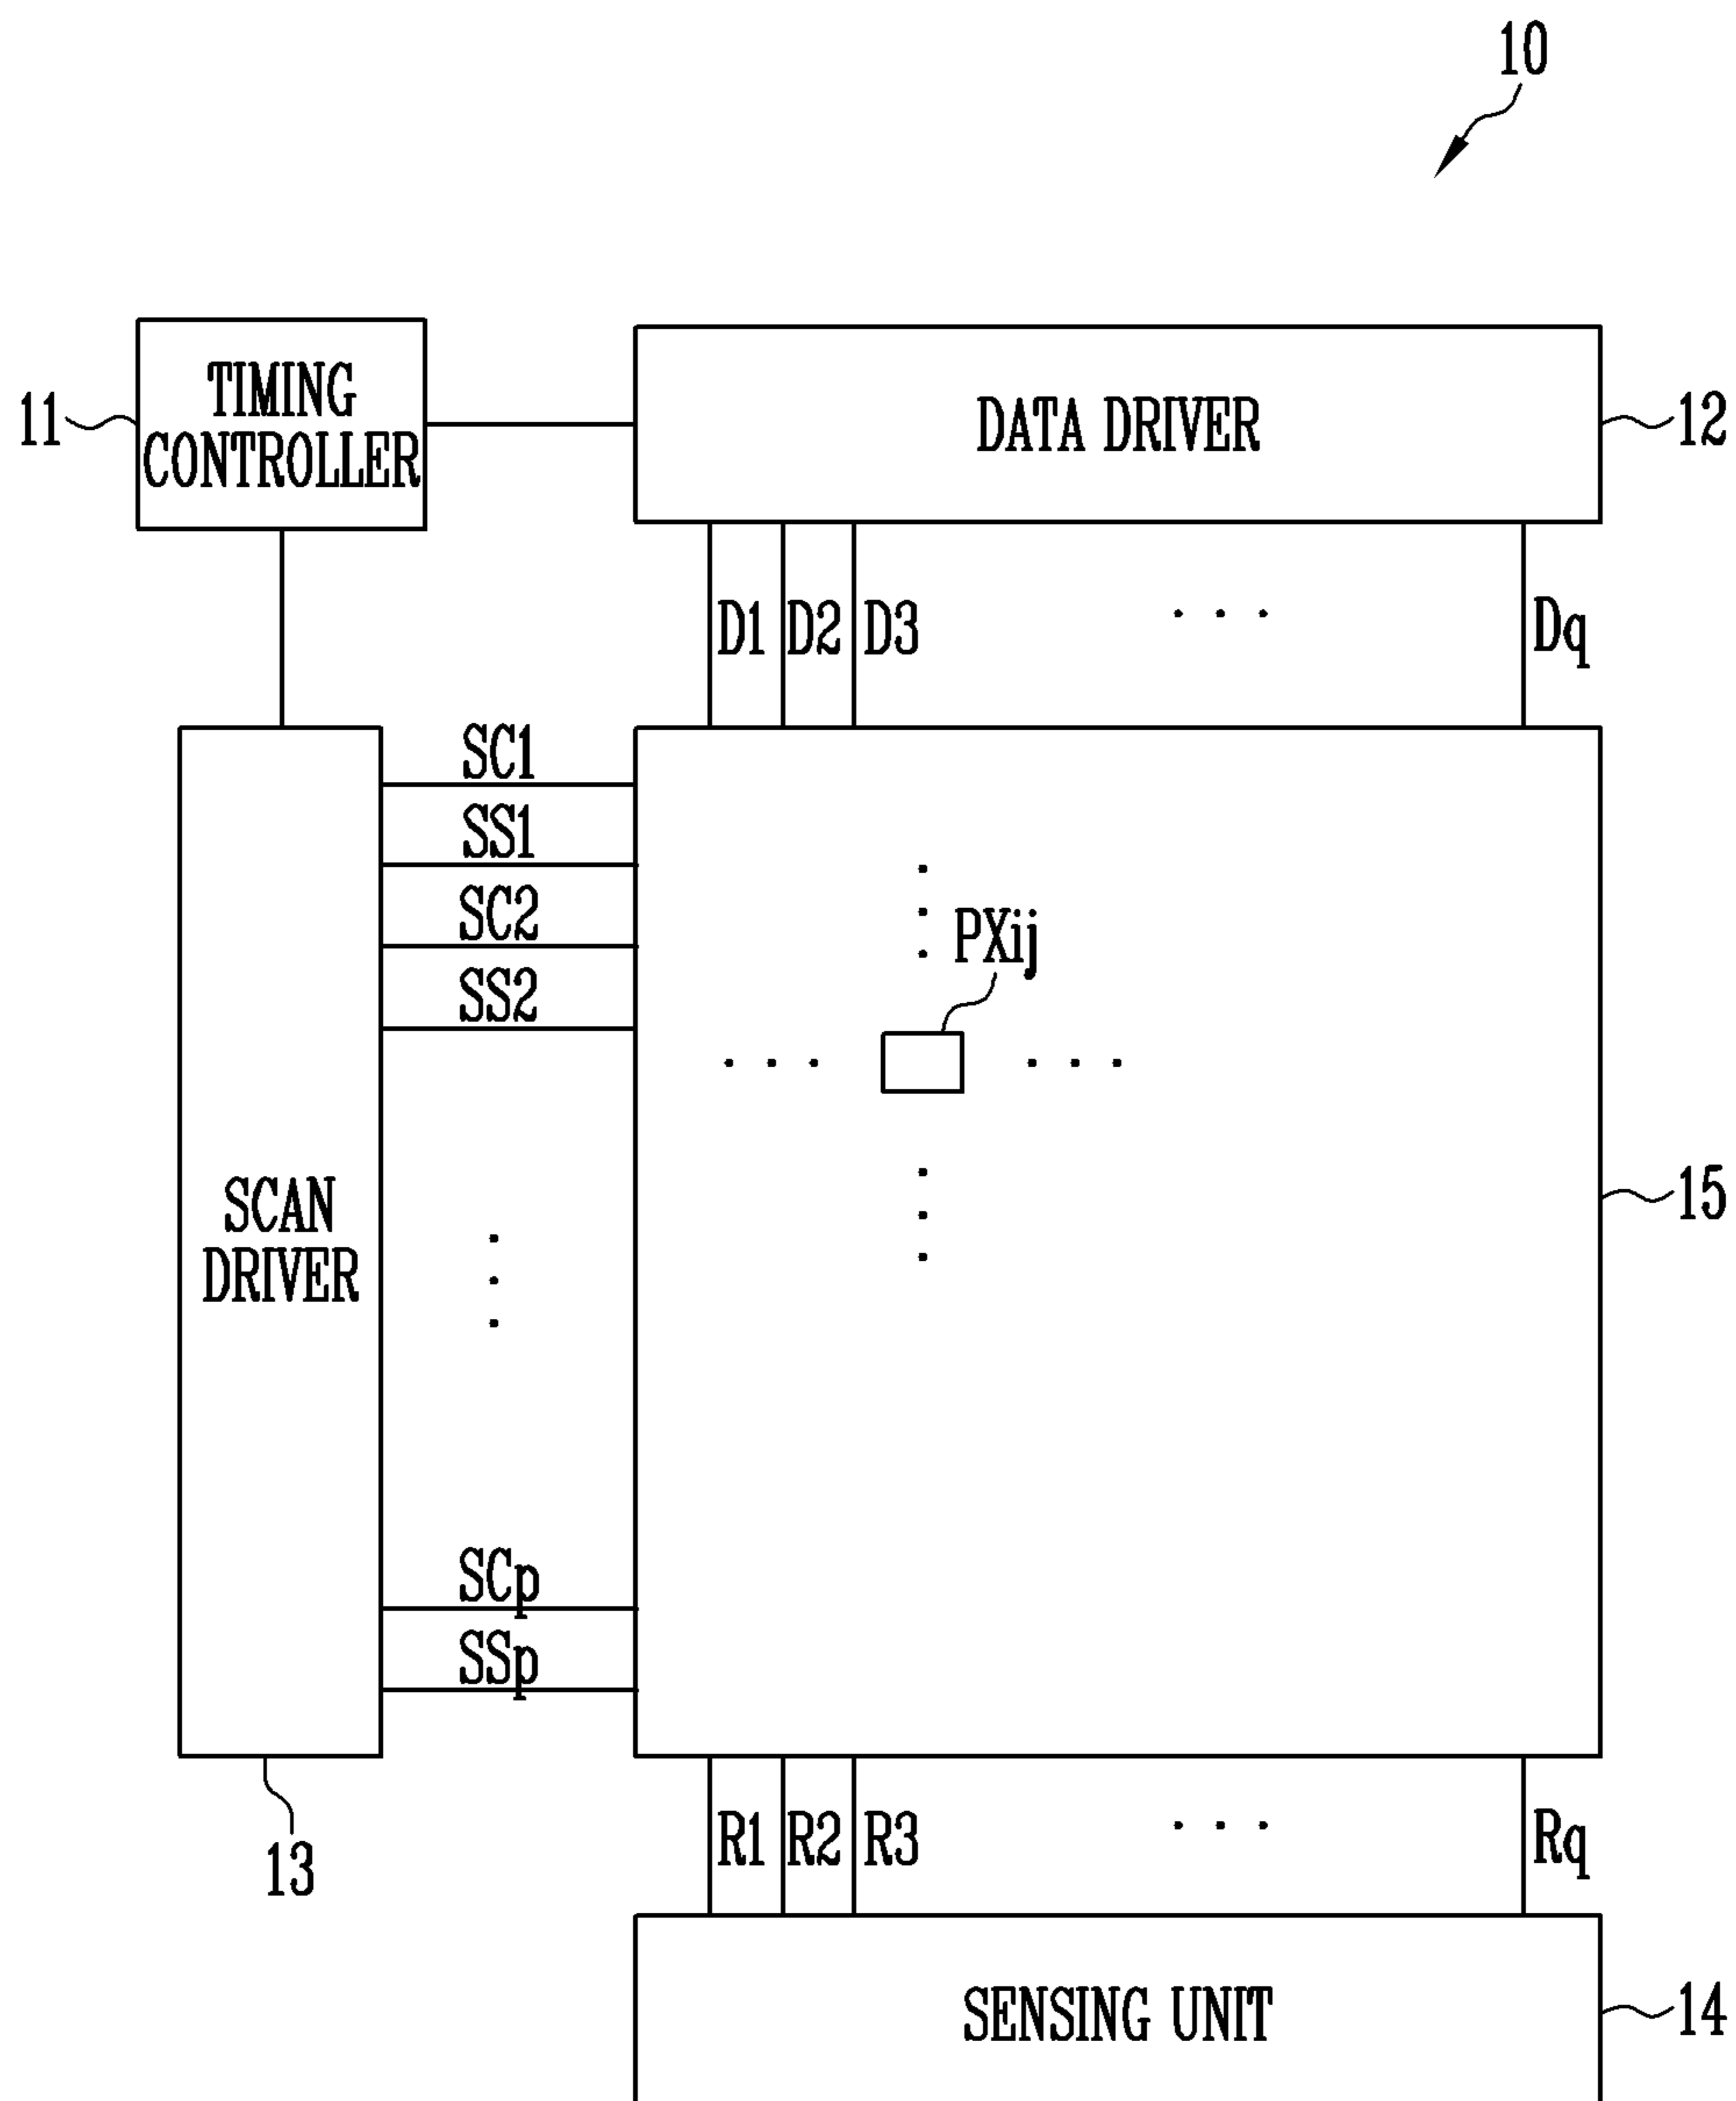 10
TIMING
CONTROLLER
11
DATA DRIVER
12
D1 D2 D3 Dq
SC1
SS1
SC2
SS2
PXij
SCAN
DRIVER
15
SCp
SSp
R1 R2 R3 Rq
13
SENSING UNIT
14